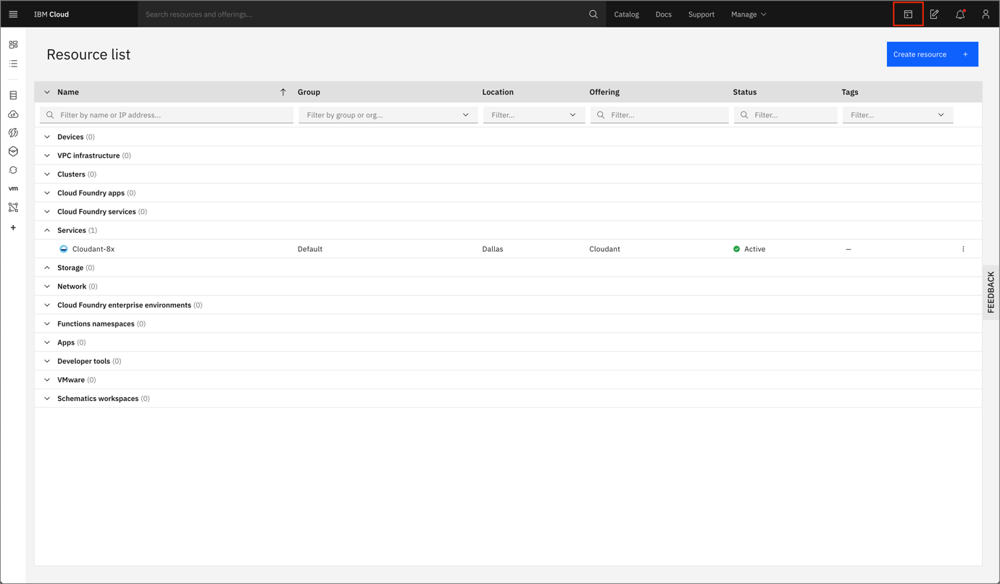 IBM Cloud Search resources and offerings... Catalog Docs Support Manage
Resource list Create resource +
Name Group Location Offering Status Tags
Filter by name or IP address... Filter by group or org... Filter... Filter... Filter... Filter...
Devices (0)
VPC infrastructure (0)
Clusters (0)
vm
Cloud Foundry apps (0)
Cloud Foundry services (0)
Services (1)
Cloudant-8x Default Dallas Cloudant Active —
Storage (0)
Network (0)
FEEDBACK
Cloud Foundry enterprise environments (0)
Functions namespaces (0)
Apps (0)
Developer tools (0)
VMware (0)
Schematics workspaces (0)